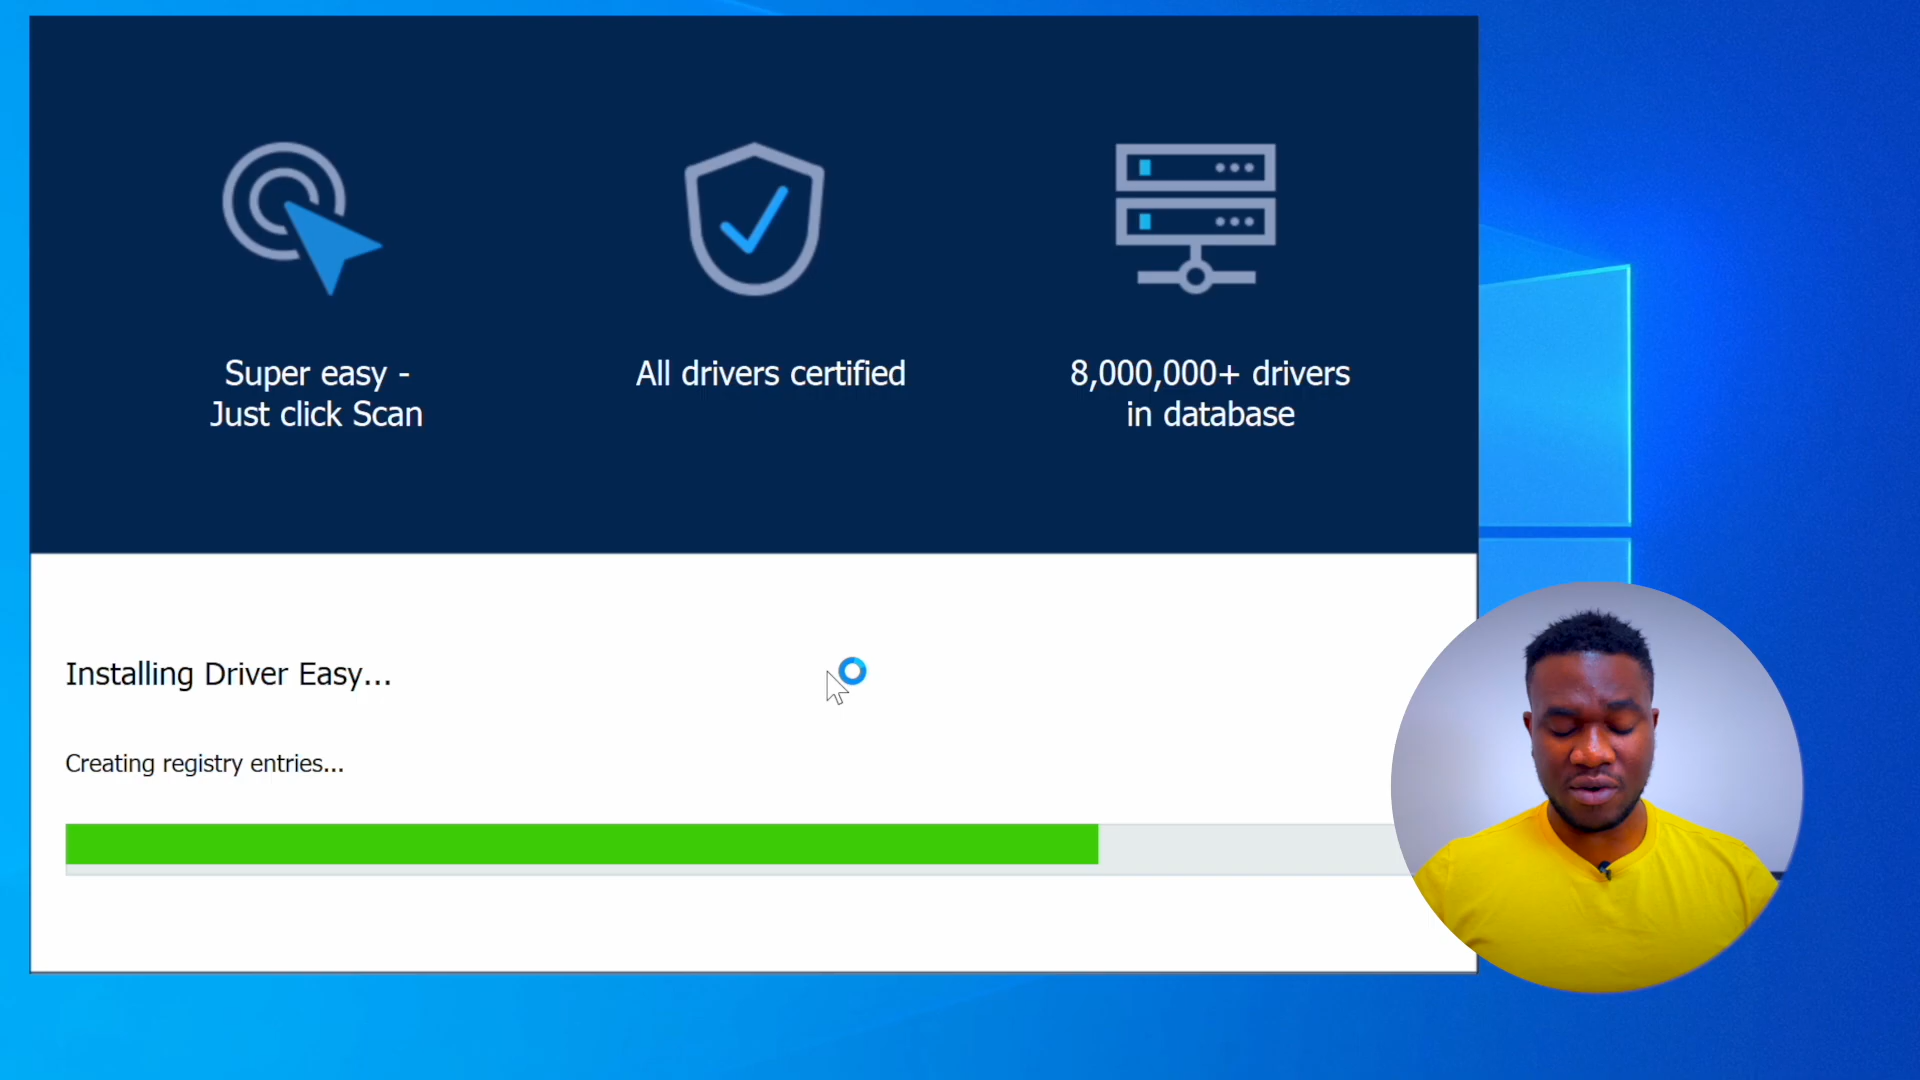 Super easy -
Just click Scan
All drivers certified
8,000,000+ drivers
in database
Installing Driver Easy...
Creating registry entries...